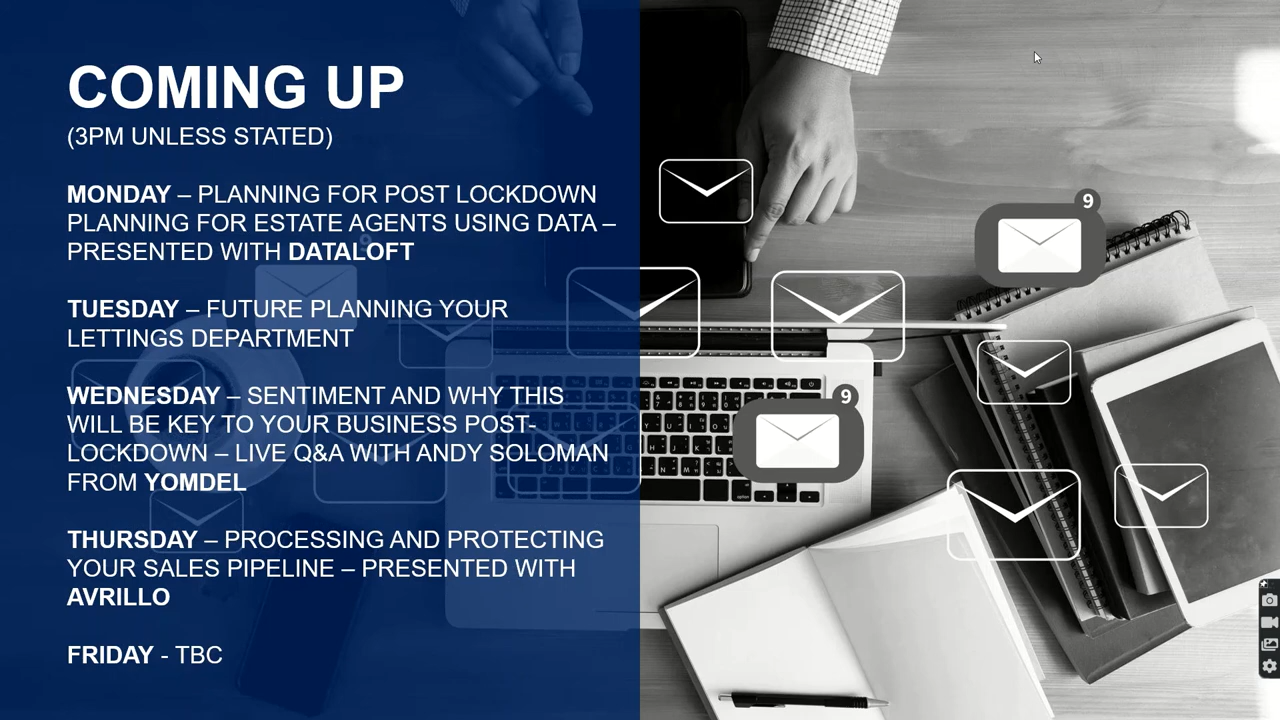 COMING UP
(3PM UNLESS STATED)
MONDAY – PLANNING FOR POST LOCKDOWN
PLANNING FOR ESTATE AGENTS USING DATA –
PRESENTED WITH DATALOFT
TUESDAY – FUTURE PLANNING YOUR
LETTINGS DEPARTMENT
WEDNESDAY – SENTIMENT AND WHY THIS
WILL BE KEY TO YOUR BUSINESS POST-
LOCKDOWN – LIVE Q&A WITH ANDY SOLOMAN
FROM YOMDEL
THURSDAY – PROCESSING AND PROTECTING
YOUR SALES PIPELINE – PRESENTED WITH
AVRILLO
FRIDAY - TBC
9
9